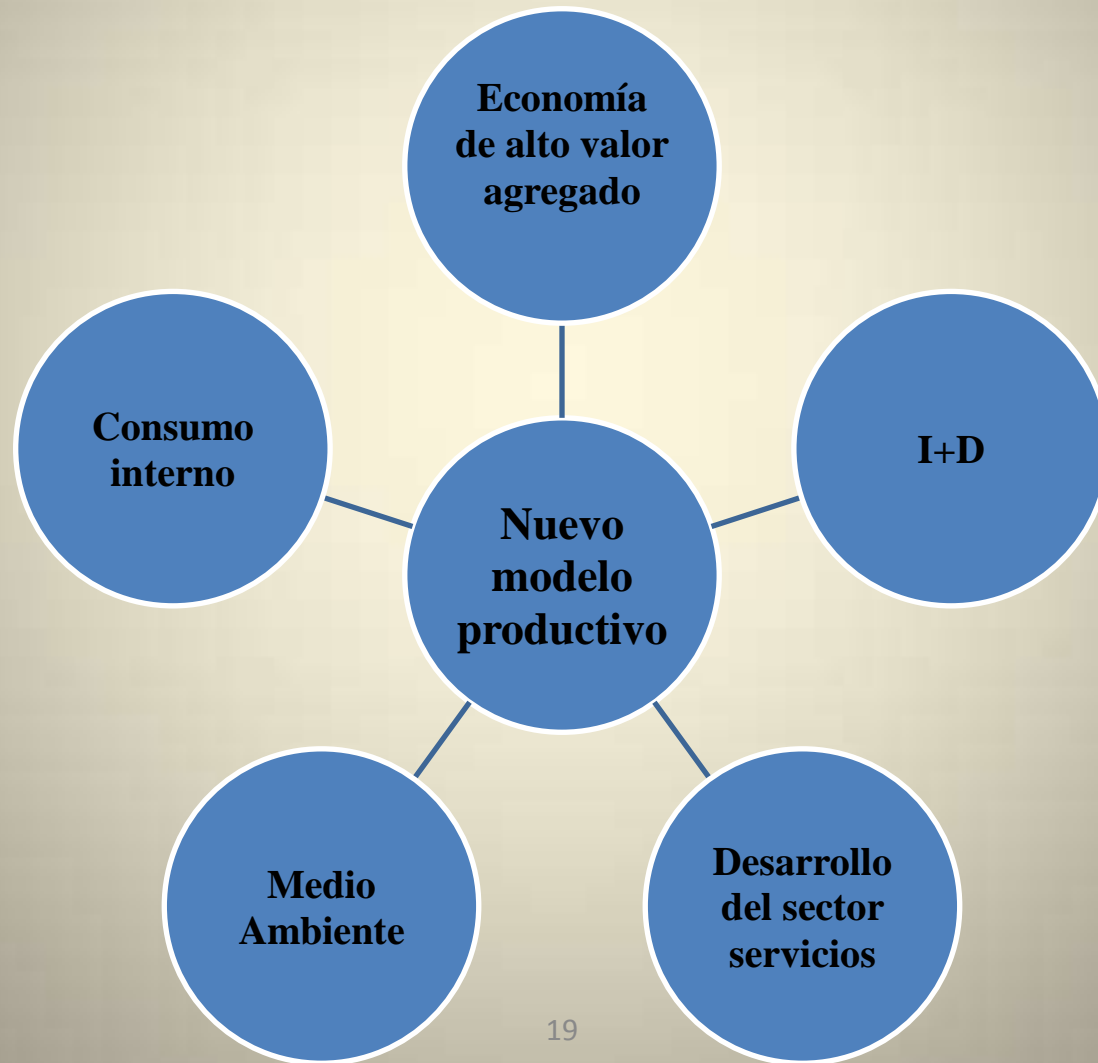 Economía
de alto valor
agregado
Consumo
interno
I+D
Nuevo
modelo
productivo
Medio
Ambiente
Desarrollo
del sector
servicios
19